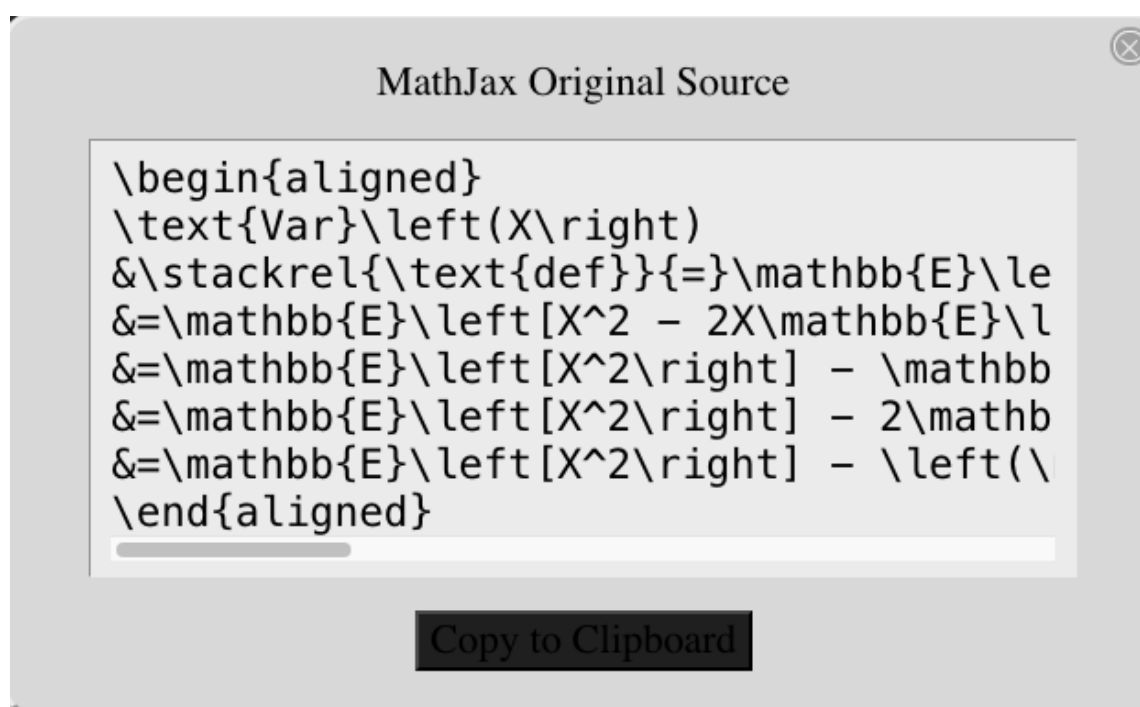 MathJax Original Source
\begin{aligned}
\text{Var}\left(X\right)
&\stackrel{\text{def}}{=}\mathbb{E}\le
&=\mathbb{E}\left[X^2 - 2X\mathbb{E}\l
&=\mathbb{E}\left[X^2\right] - \mathbb
&=\mathbb{E}\left[X^2\right] - 2\mathb
&=\mathbb{E}\left[X^2\right] - \left(\
\end{aligned}
Copy to Clipboard